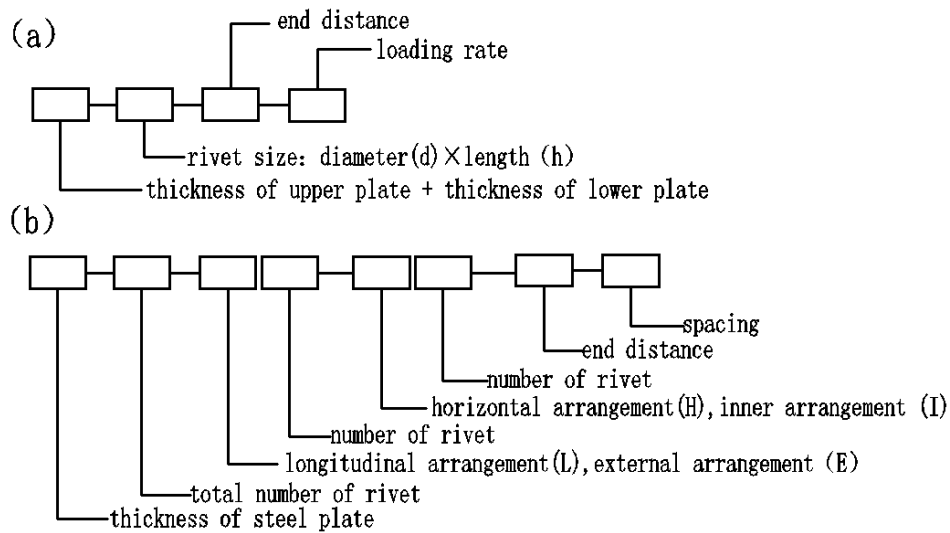 (a)
end distance
loading rate
rivet size: diameter(d)×length (h)
thickness of upper plate + thickness of lower plate
(b)
spacing
end distance
number of rivet
horizontal arrangement(H), inner arrangement (I)
number of rivet
longitudinal arrangement(L), external arrangement (E)
total number of rivet
thickness of steel plate